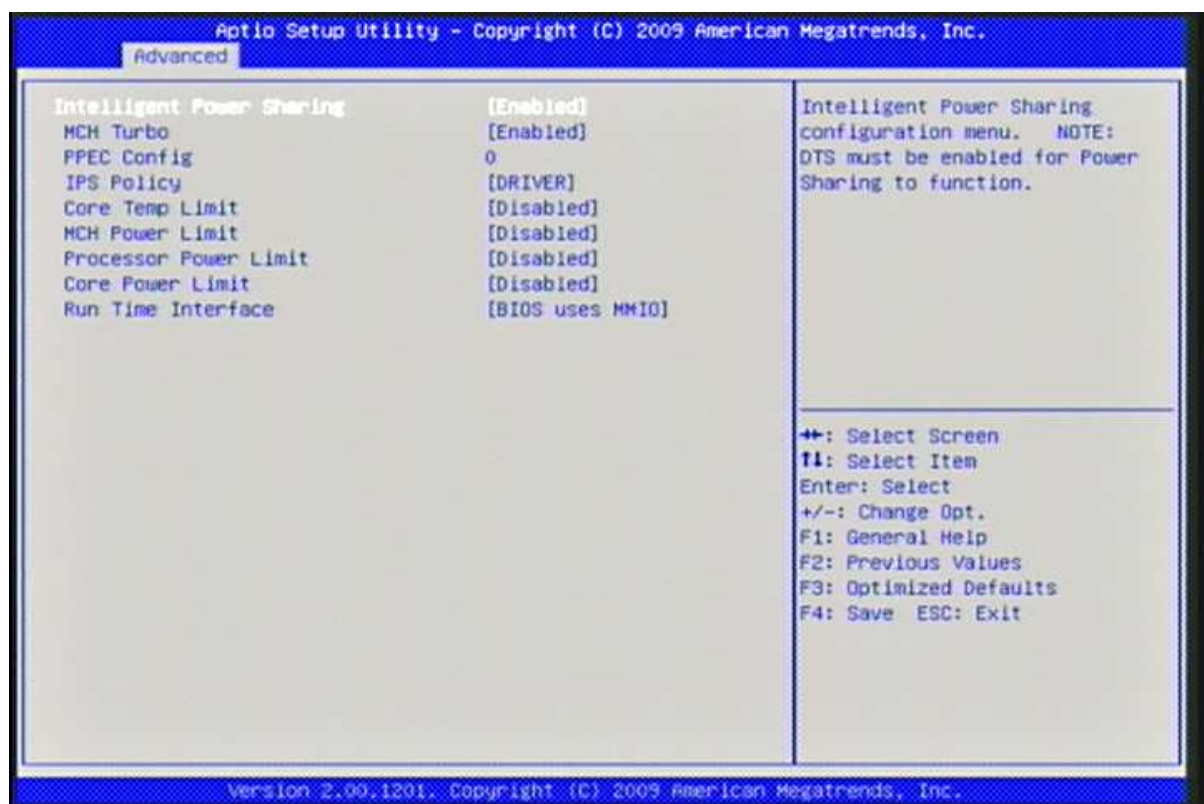 Aptio Setup Utility - Copyright (C) 2009 American Megatrends, Inc.
Advanced
Intelligent Power Sharing [Enabled]
MCH Turbo [Enabled]
PPEC Config 0
IPS Policy [DRIVER]
Core Temp Limit [Disabled]
MCH Power Limit [Disabled]
Processor Power Limit [Disabled]
Core Power Limit [Disabled]
Run Time Interface [BIOS uses MMIO]
Intelligent Power Sharing
configuration menu. NOTE:
DTS must be enabled for Power
Sharing to function.
→←: Select Screen
↑↓: Select Item
Enter: Select
+/-: Change Opt.
F1: General Help
F2: Previous Values
F3: Optimized Defaults
F4: Save ESC: Exit
Version 2.00.1201. Copyright (C) 2009 American Megatrends, Inc.